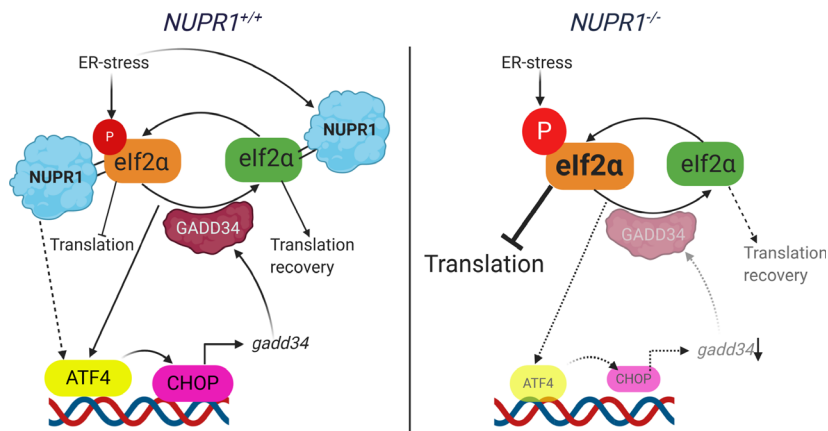 NUPR1+/+
ER-stress
P
eIf2α
eIf2α
NUPR1
NUPR1
Translation
GADD34
Translation
recovery
gadd34
ATF4
CHOP
NUPR1-/-
ER-stress
P
eIf2α
eIf2α
GADD34
Translation
Translation
recovery
gadd34
ATF4
CHOP